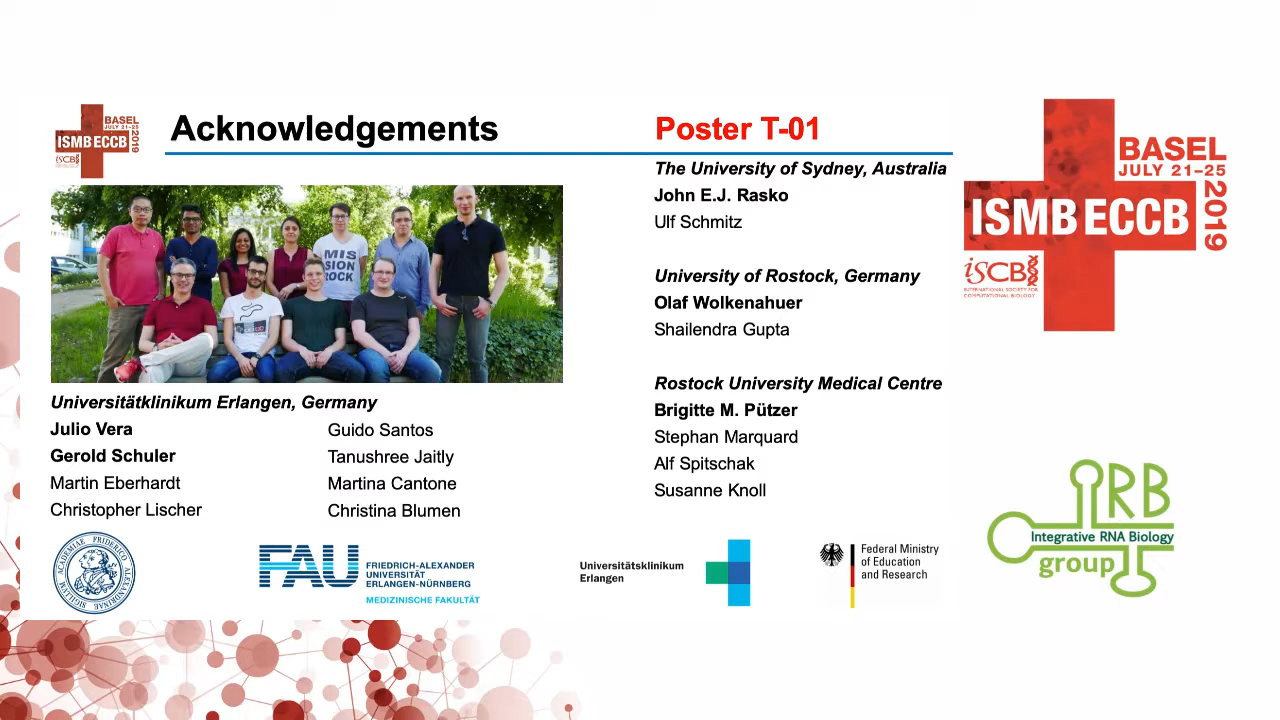 BASEL
JULY 21-25
2019
ISMB ECCB
iSCB
Acknowledgements
Poster T-01
MIS
SION
ROCK
Universitätklinikum Erlangen, Germany
Julio Vera
Gerold Schuler
Martin Eberhardt
Christopher Lischer
Guido Santos
Tanushree Jaitly
Martina Cantone
Christina Blumen
The University of Sydney, Australia
John E.J. Rasko
Ulf Schmitz
University of Rostock, Germany
Olaf Wolkenahuer
Shailendra Gupta
Rostock University Medical Centre
Brigitte M. Pützer
Stephan Marquard
Alf Spitschak
Susanne Knoll
FAU
FRIEDRICH-ALEXANDER
UNIVERSITÄT
ERLANGEN-NÜRNBERG
MEDIZINISCHE FAKULTÄT
Universitätsklinikum
Erlangen
Federal Ministry
of Education
and Research
BASEL
JULY 21–25
2019
ISMB ECCB
iSCB
INTERNATIONAL SOCIETY FOR
COMPUTATIONAL BIOLOGY
IRB
Integrative RNA Biology
group